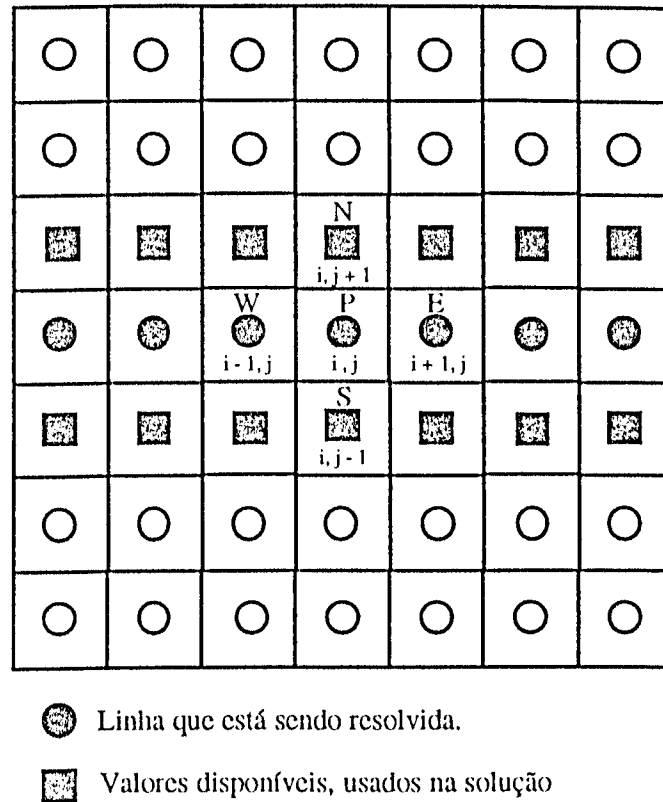 N
i, j + 1
W P E
i - 1, j i, j i + 1, j
S
i, j - 1
Linha que está sendo resolvida.
Valores disponíveis, usados na solução